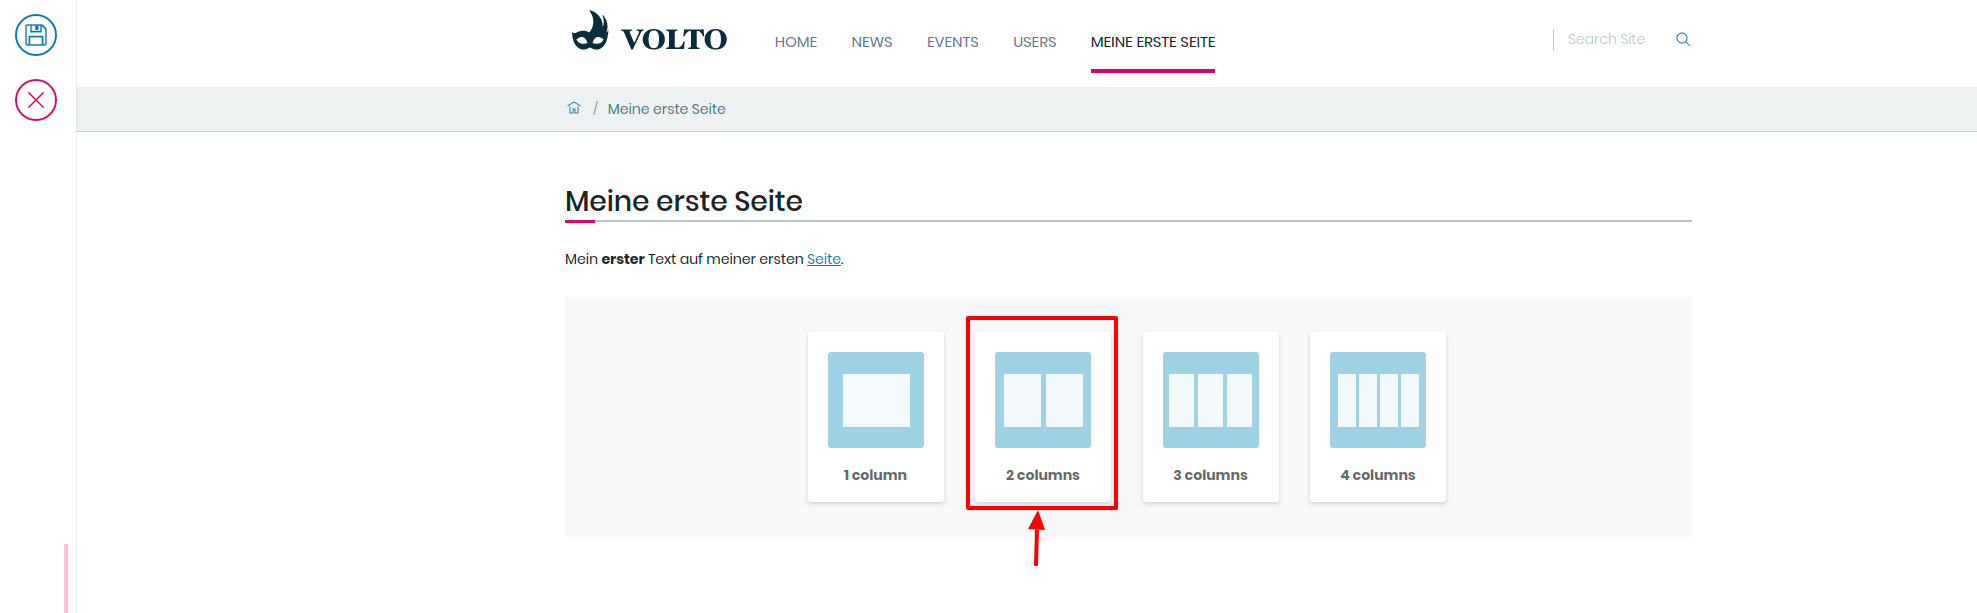 VOLTO
HOME NEWS EVENTS USERS MEINE ERSTE SEITE
Search Site
/ Meine erste Seite
Meine erste Seite
Mein erster Text auf meiner ersten Seite.
1 column 2 columns 3 columns 4 columns